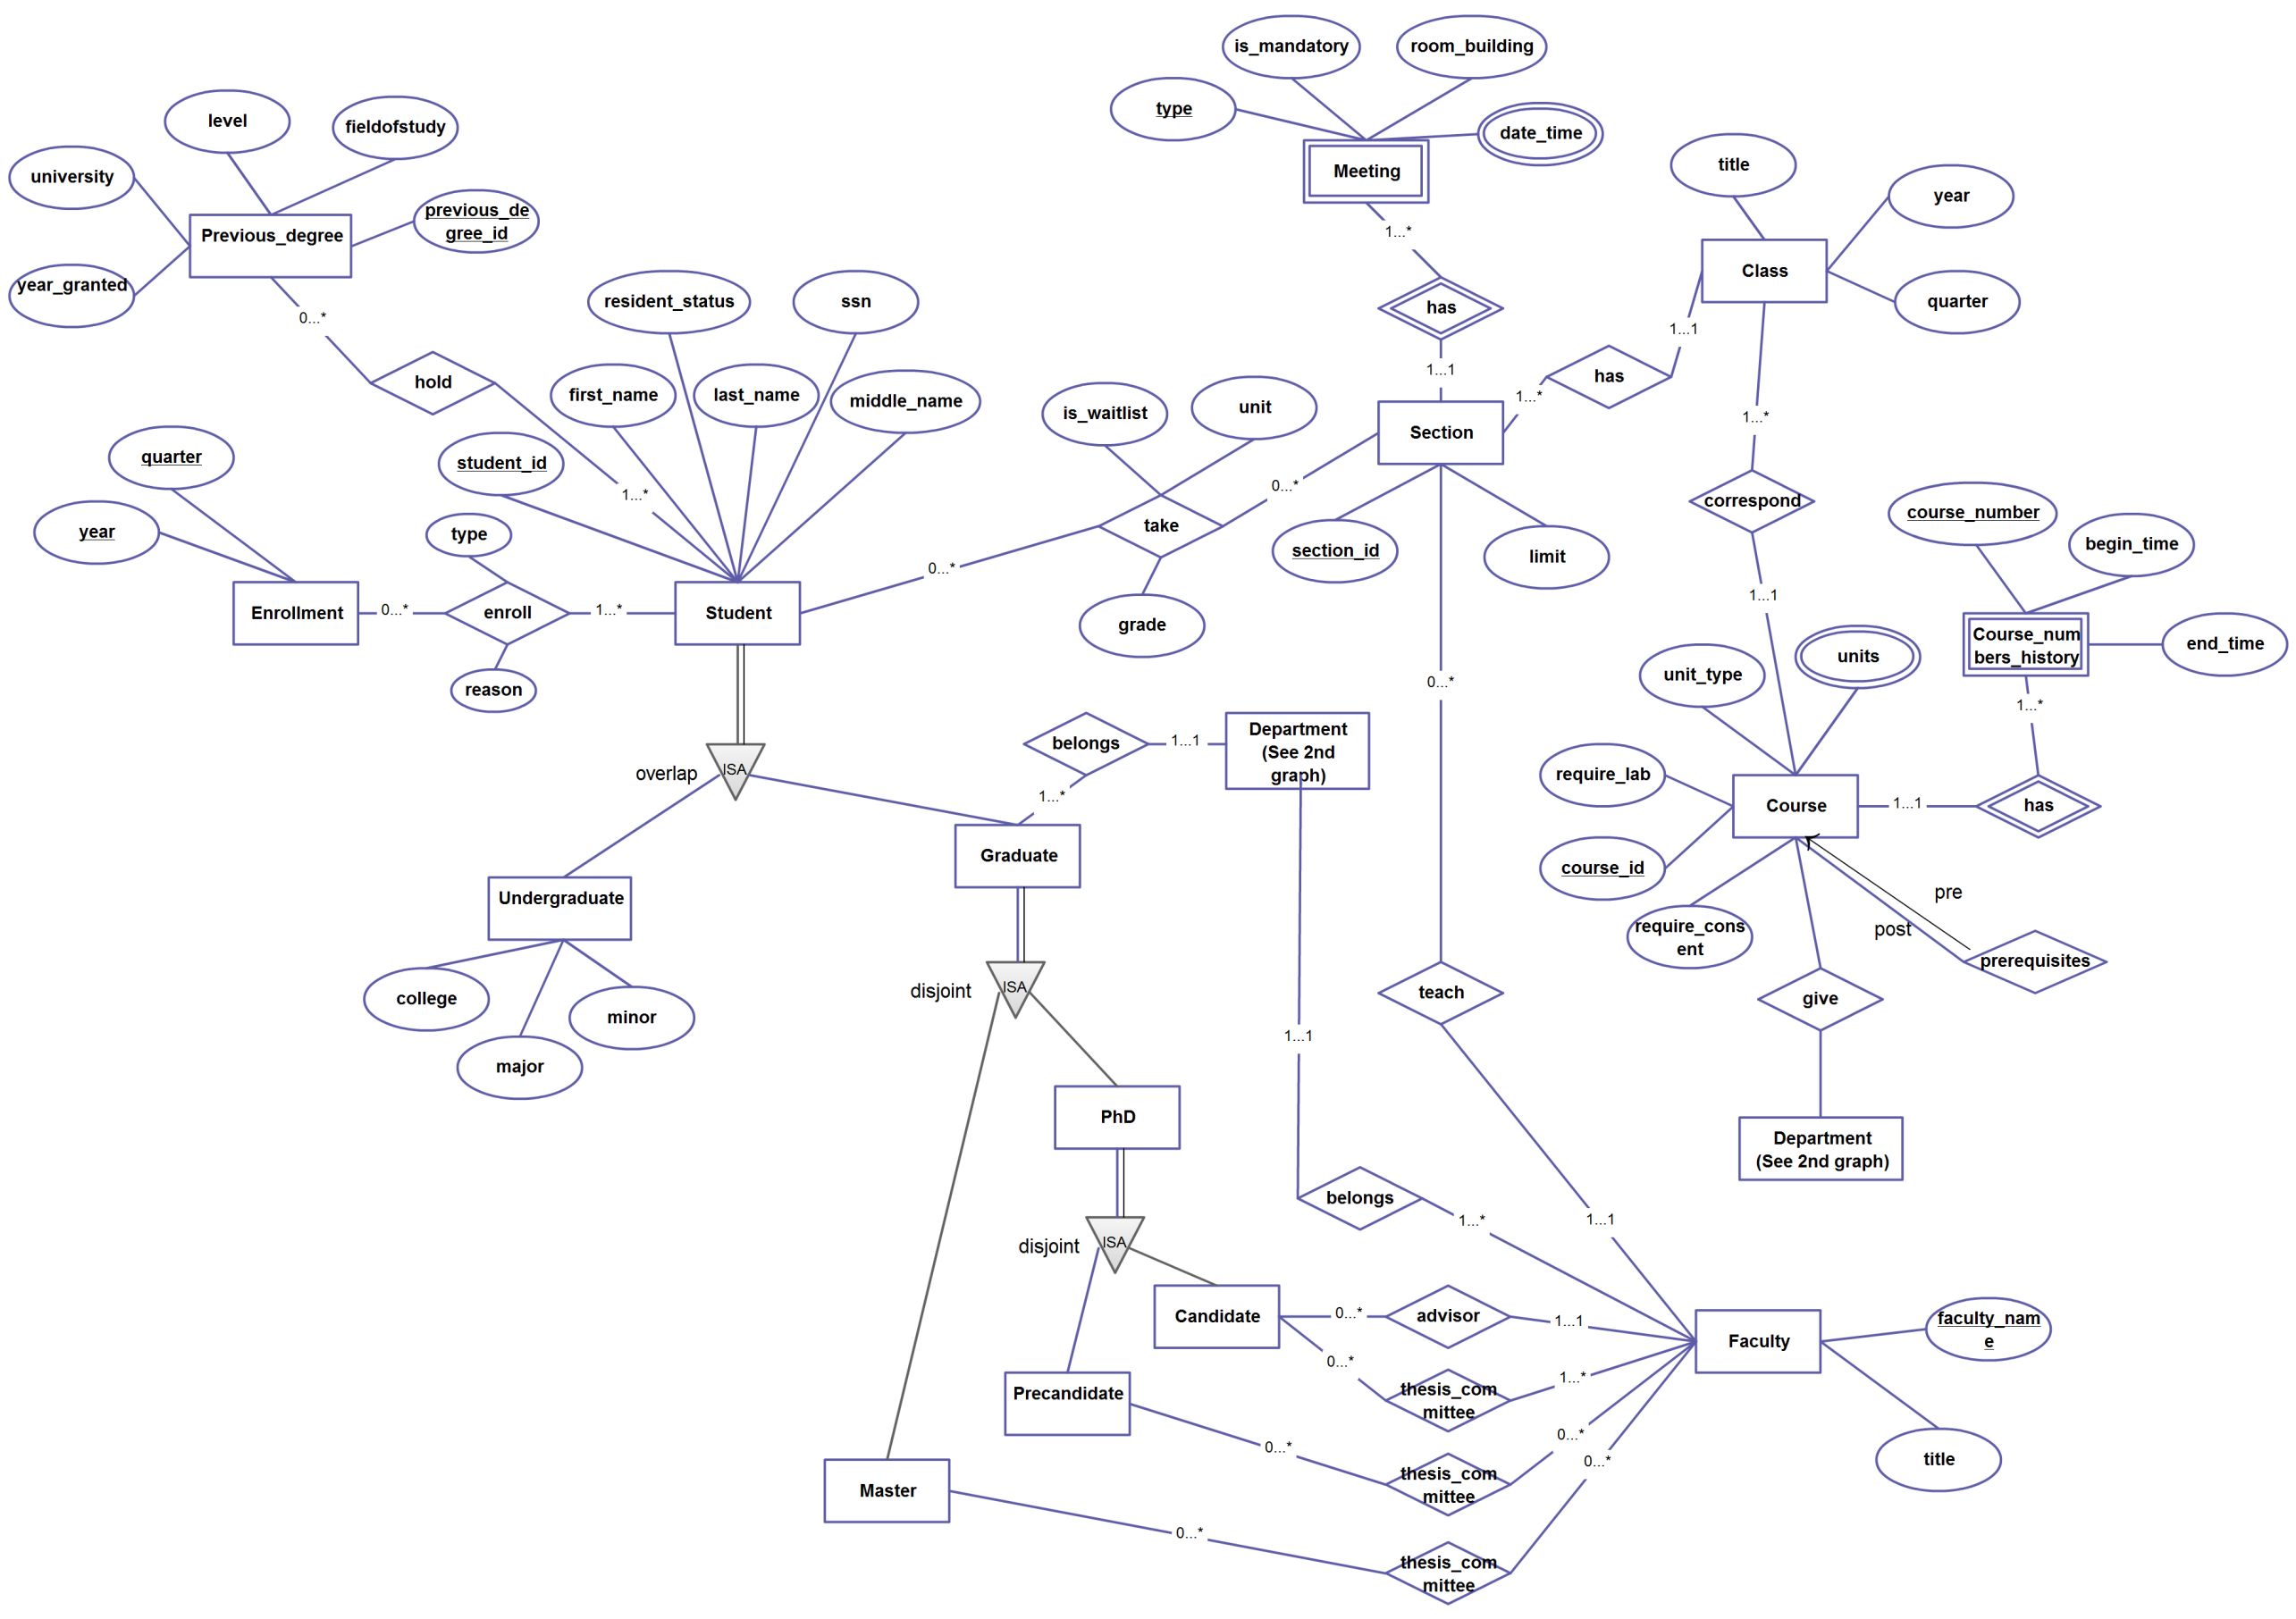 is_mandatory
room_building
type
date_time
Meeting
level
fieldofstudy
university
previous_de
gree_id
Previous_degree
year_granted
title
year
Class
quarter
1...*
has
1...1
0...*
hold
resident_status
ssn
first_name
last_name
middle_name
student_id
1...*
quarter
year
type
Enrollment
0...*
enroll
1...*
Student
reason
is_waitlist
unit
take
grade
0...*
0...*
Section
1...*
has
1...1
section_id
limit
1...*
correspond
1...1
course_number
begin_time
Course_num
bers_history
end_time
1...*
unit_type
units
require_lab
Course
1...1
has
course_id
require_cons
ent
pre
post
prerequisites
give
Department
(See 2nd graph)
overlap
ISA
belongs
1...1
Department
(See 2nd
graph)
1...*
Graduate
0...*
Undergraduate
college
major
minor
disjoint
ISA
teach
1...1
PhD
belongs
1...*
1...1
disjoint
ISA
Candidate
0...*
advisor
1...1
Faculty
faculty_nam
e
title
0...*
thesis_com
mittee
1...*
Precandidate
0...*
thesis_com
mittee
0...*
Master
0...*
thesis_com
mittee
0...*